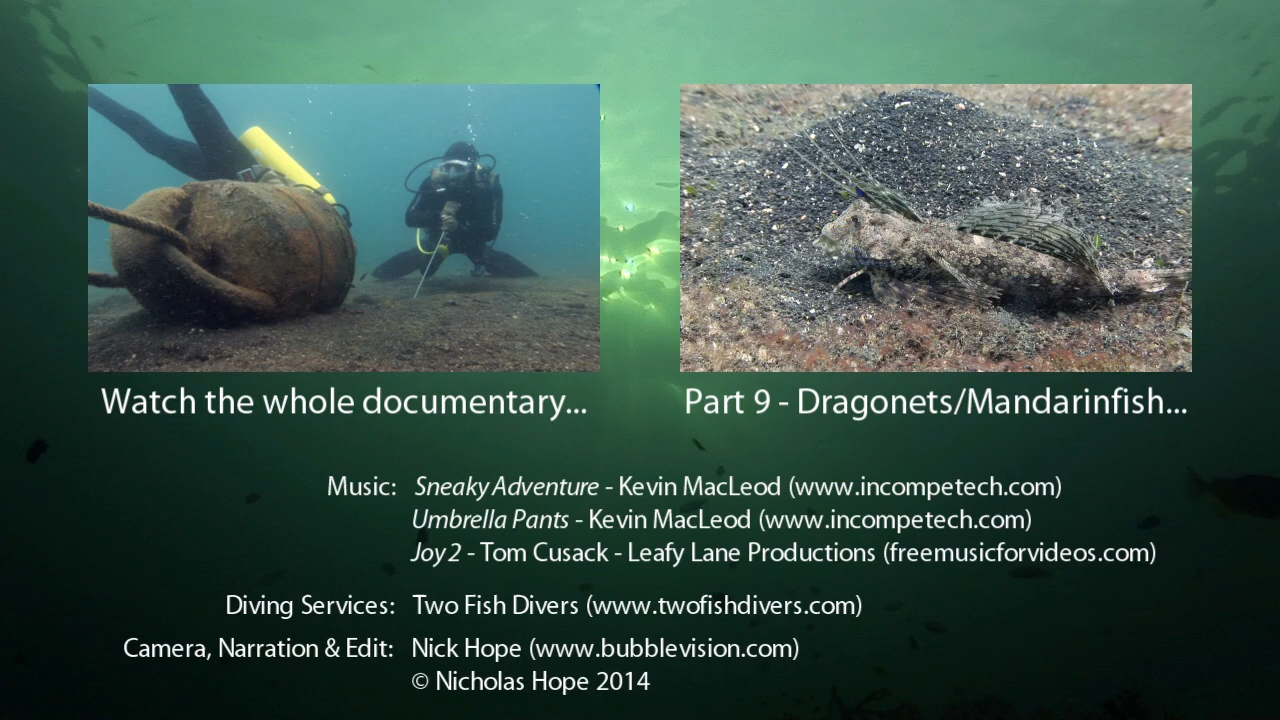 Watch the whole documentary...
Part 9 - Dragonets/Mandarinfish...
Music: Sneaky Adventure - Kevin MacLeod (www.incompetech.com)
Umbrella Pants - Kevin MacLeod (www.incompetech.com)
Joy 2 - Tom Cusack - Leafy Lane Productions (freemusicforvideos.com)
Diving Services: Two Fish Divers (www.twofishdivers.com)
Camera, Narration & Edit: Nick Hope (www.bubblevision.com)
© Nicholas Hope 2014